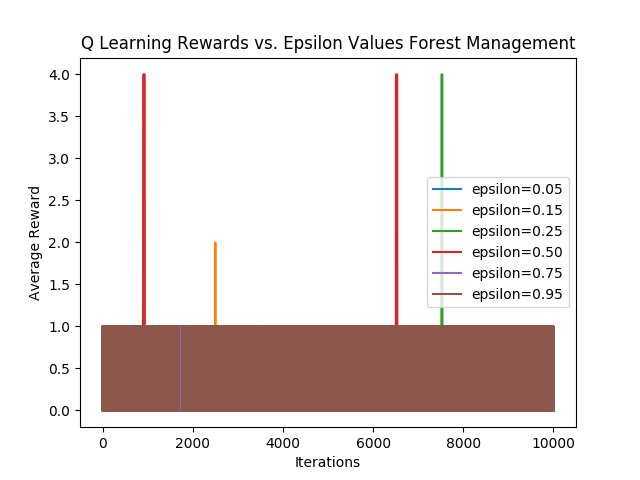 Q Learning Rewards vs. Epsilon Values Forest Management
4.0
3.5
3.0
2.5
2.0
1.5
1.0
0.5
0.0
Average Reward
epsilon=0.05
epsilon=0.15
epsilon=0.25
epsilon=0.50
epsilon=0.75
epsilon=0.95
0 2000 4000 6000 8000 10000
Iterations